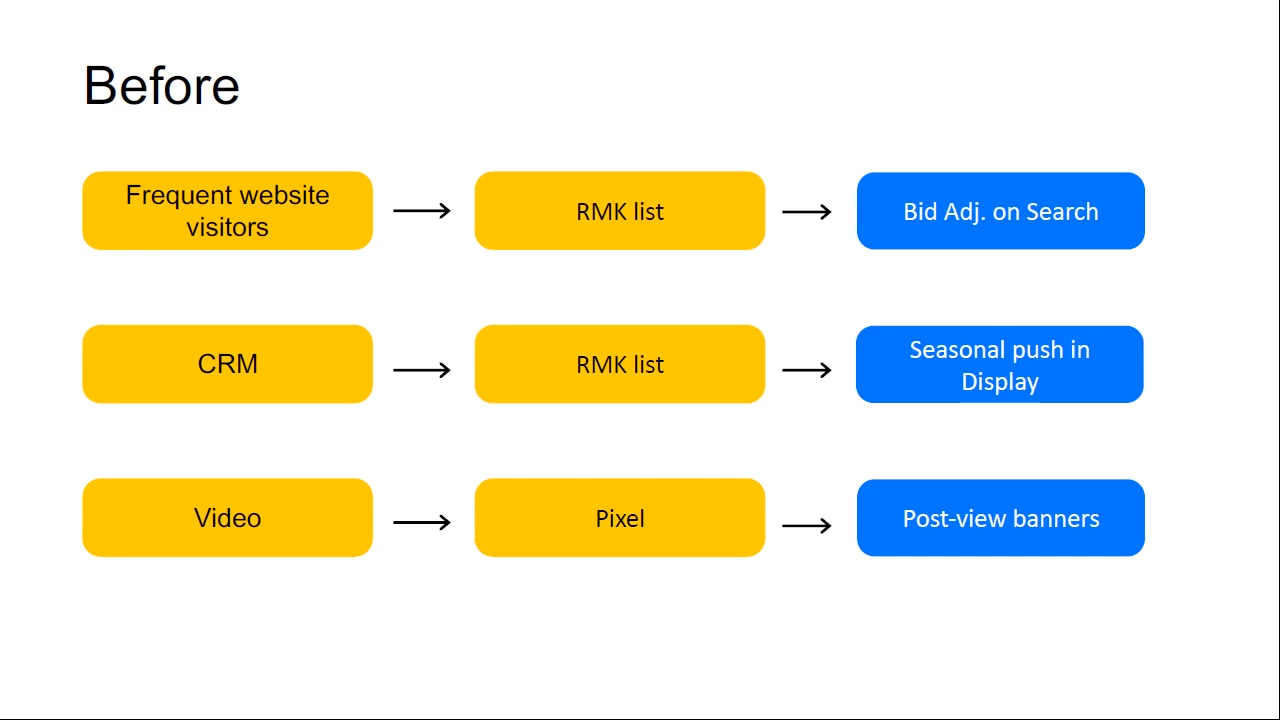 Before
Frequent website
visitors
RMK list
Bid Adj. on Search
CRM
RMK list
Seasonal push in
Display
Video
Pixel
Post-view banners